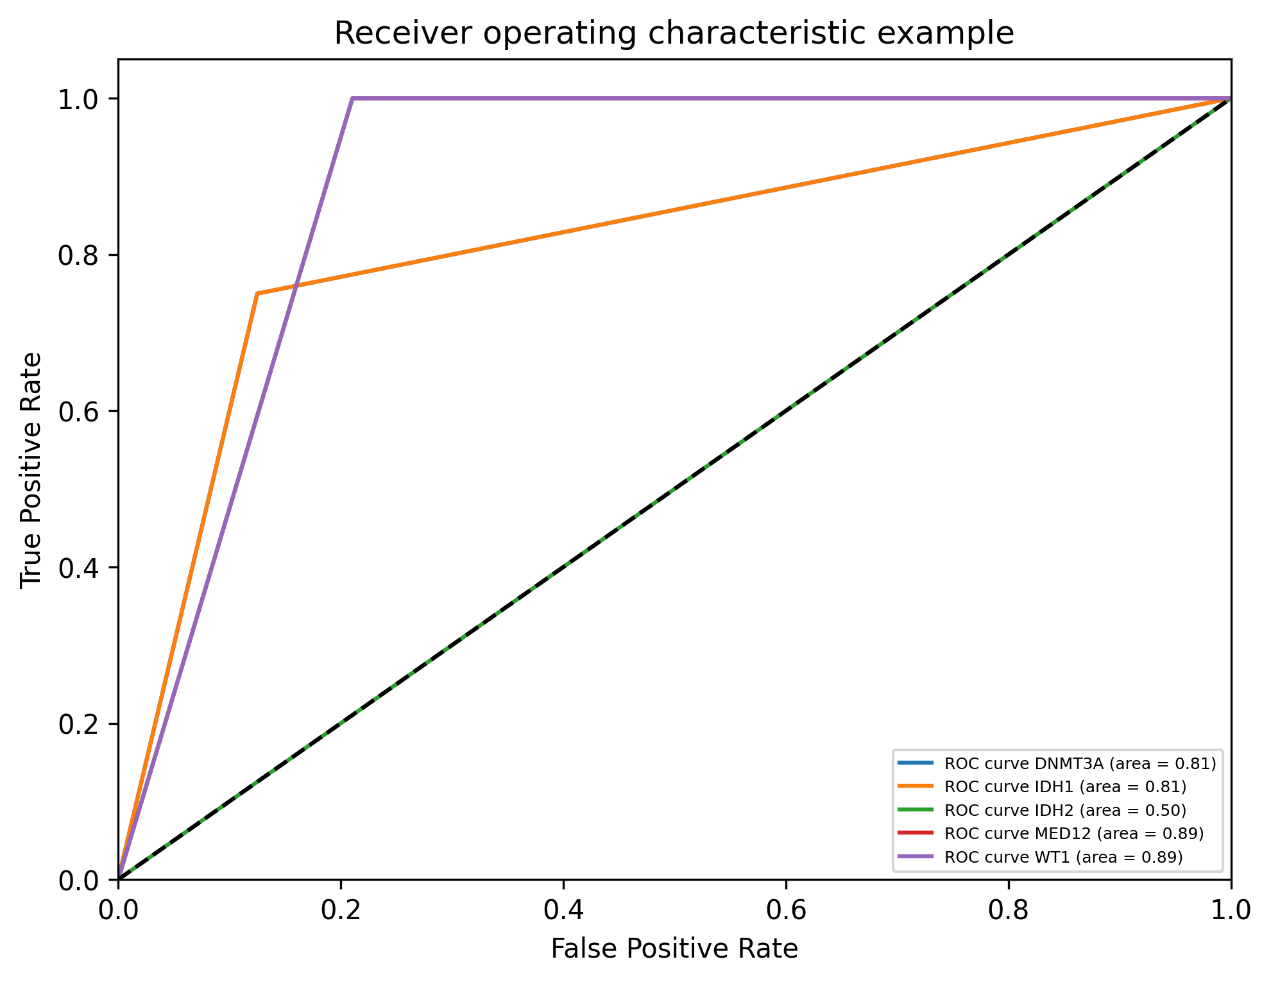 Receiver operating characteristic example
True Positive Rate
1.0
0.8
0.6
0.4
0.2
0.0
ROC curve DNMT3A (area = 0.81)
ROC curve IDH1 (area = 0.81)
ROC curve IDH2 (area = 0.50)
ROC curve MED12 (area = 0.89)
ROC curve WT1 (area = 0.89)
0.0 0.2 0.4 0.6 0.8 1.0
False Positive Rate